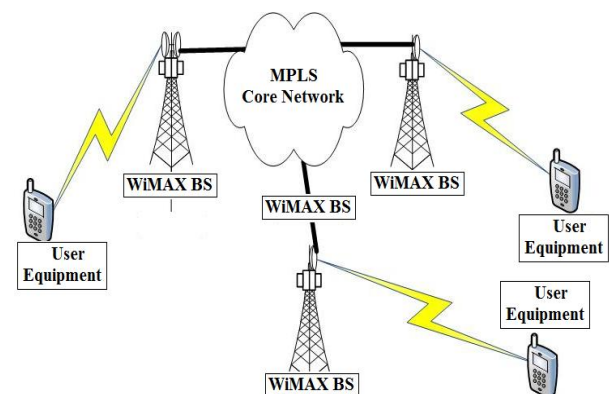 MPLS
Core Network
WiMAX BS
WiMAX BS
WiMAX BS
User
Equipment
User
Equipment
User
Equipment
WiMAX BS